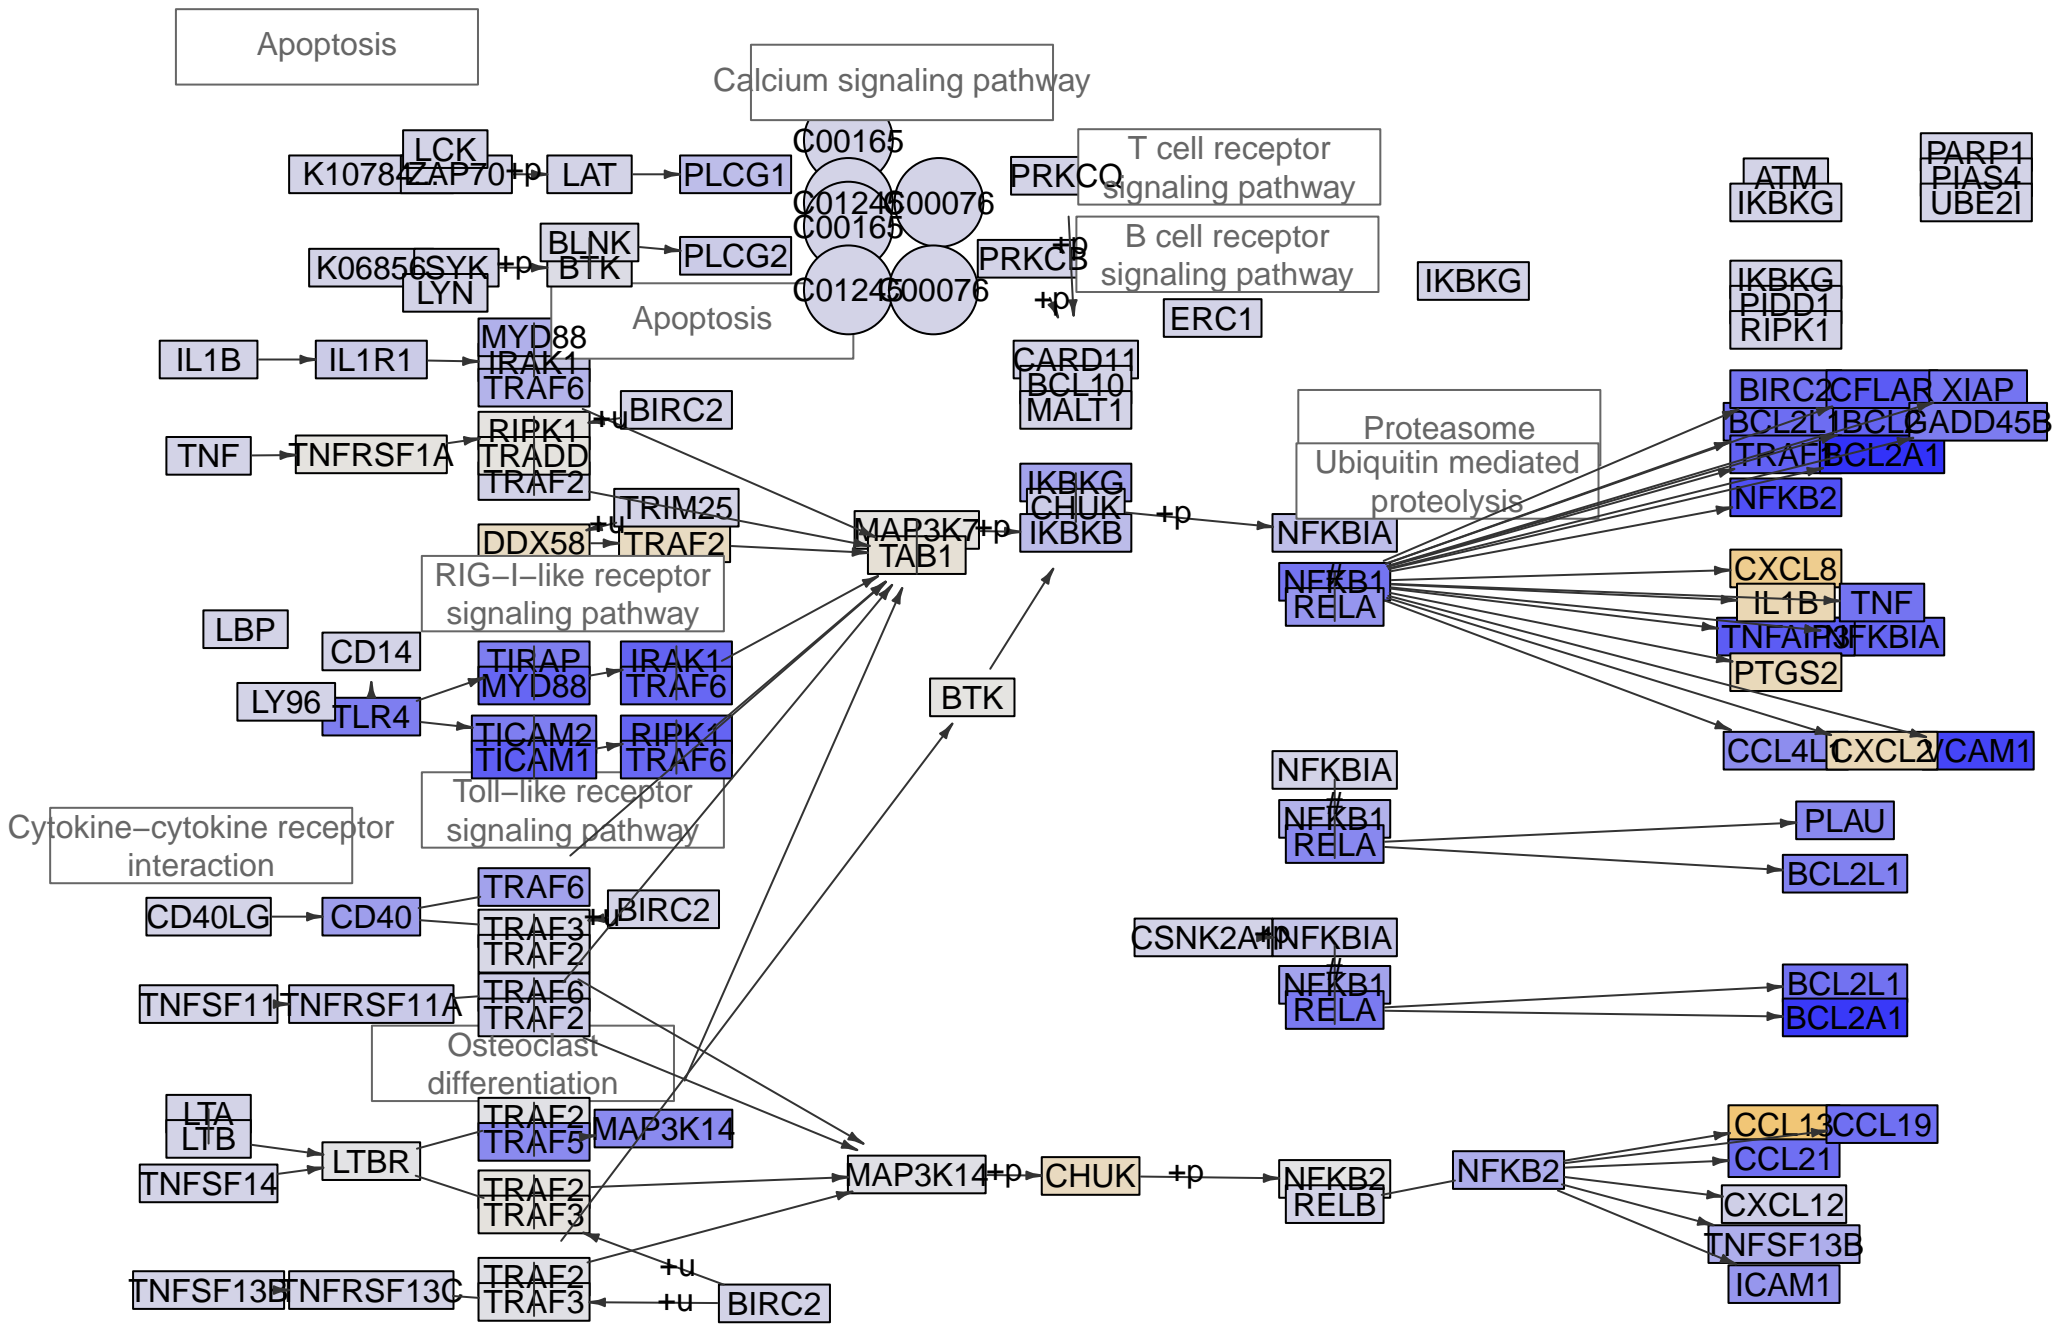 Apoptosis
Calcium signaling pathway
C00165
LCK
K10784
ZAP70
+p
LAT
PLCG1
PRKCQ
T cell receptor
signaling pathway
ATM
IKBKG
PARP1
PIAS4
UBE2I
C01245
C00076
C00165
BLNK
BTK
PLCG2
K06856
SYK
+p
LYN
PRKCB
+p
B cell receptor
signaling pathway
C01245
C00076
+p
ERC1
IKBKG
IKBKG
PIDD1
RIPK1
Apoptosis
MYD88
IRAK1
TRAF6
IL1B
IL1R1
CARD11
BCL10
MALT1
BIRC2
CFLAR
XIAP
BCL2L1
BCL2
GADD45B
TRAF1
BCL2A1
NFKB2
BIRC2
+u
TNF
TNFRSF1A
RIPK1
TRADD
TRAF2
Proteasome
Ubiquitin mediated
proteolysis
TRIM25
+u
DDX58
TRAF2
MAP3K7
TAB1
+p
IKBKG
CHUK
IKBKB
+p
NFKBIA
NFKB1
RELA
CXCL8
IL1B
TNF
TNFAIP3
NFKBIA
PTGS2
RIG−I−like receptor
signaling pathway
LBP
CD14
LY96
TLR4
TIRAP
MYD88
IRAK1
TRAF6
TICAM2
TICAM1
RIPK1
TRAF6
BTK
CCL4L1
CXCL2
VCAM1
Toll−like receptor
signaling pathway
Cytokine−cytokine receptor
interaction
NFKBIA
#
NFKB1
RELA
PLAU
BCL2L1
CD40LG
CD40
TRAF6
TRAF3
TRAF2
+u
BIRC2
CSNK2A1
+p
NFKBIA
#
NFKB1
RELA
BCL2L1
BCL2A1
TNFSF11
TNFRSF11A
TRAF6
TRAF2
Osteoclast
differentiation
LTA
LTB
TNFSF14
LTBR
TRAF2
TRAF5
MAP3K14
TRAF2
TRAF3
MAP3K14
+p
CHUK
+p
NFKB2
RELB
NFKB2
CCL13
CCL19
CCL21
CXCL12
TNFSF13B
ICAM1
TNFSF13B
TNFRSF13C
TRAF2
TRAF3
+u
+u
BIRC2